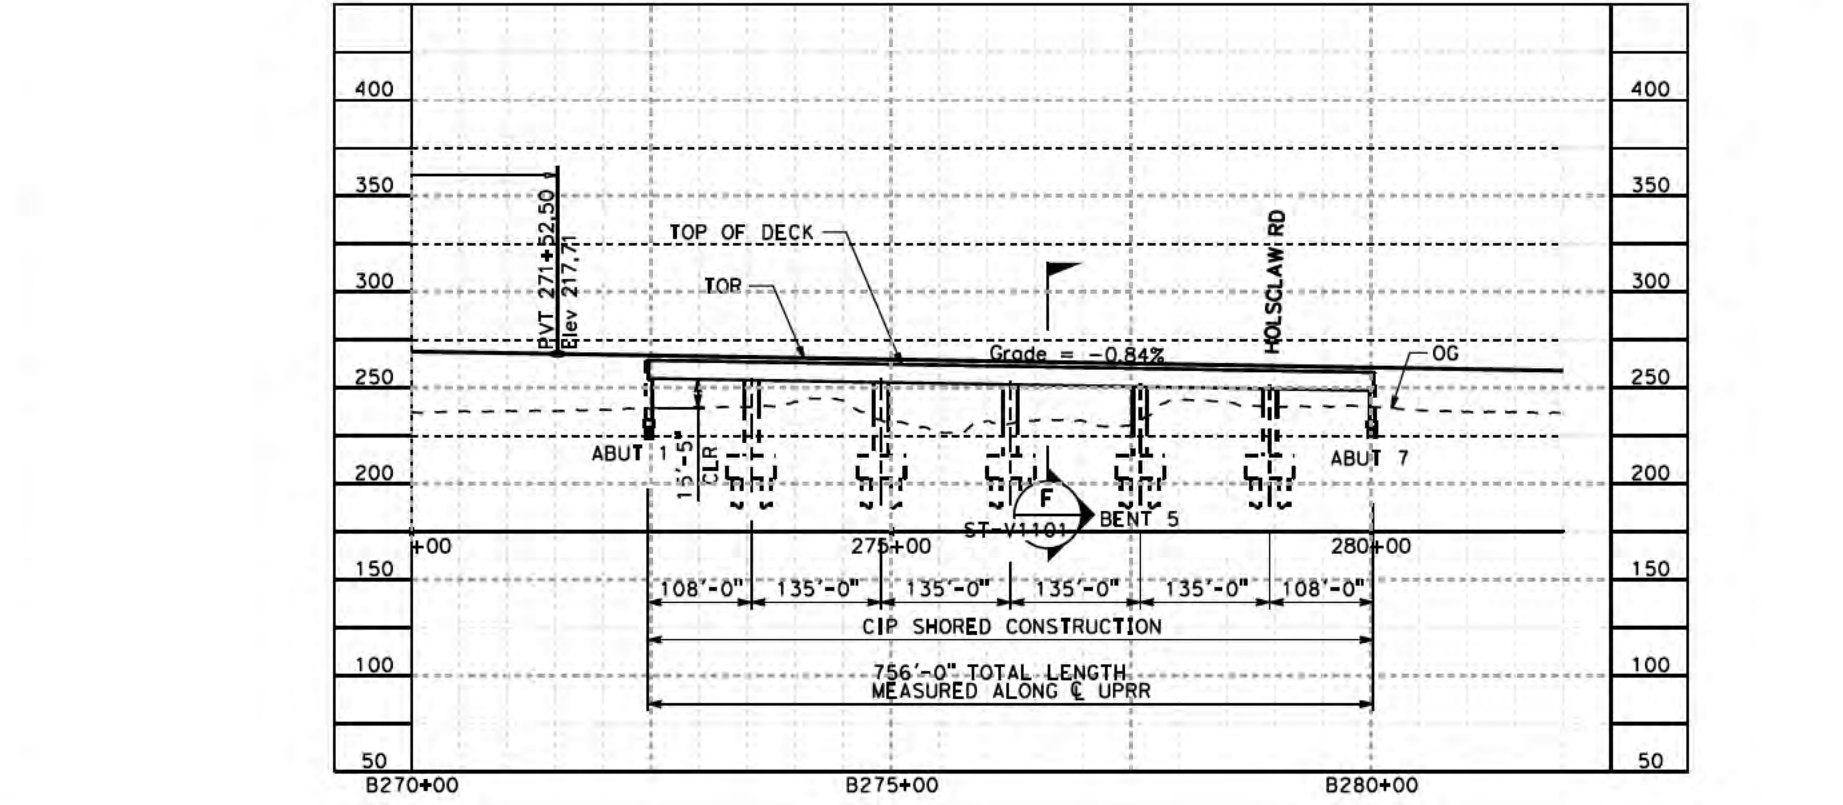 400
400
350
350
PVT 271+52.50
Elev 217.71
TOP OF DECK
HOLSCLAW RD
300
300
TOR
Grade = -0.84%
OG
250
250
ABUT 1
15'-5"
CLR
ABUT 7
200
200
F
ST-V1101
BENT 5
+00
275+00
280+00
150
150
108'-0"
135'-0"
135'-0"
135'-0"
135'-0"
108'-0"
CIP SHORED CONSTRUCTION
100
100
756'-0" TOTAL LENGTH
MEASURED ALONG ℄ UPRR
50
50
B270+00
B275+00
B280+00